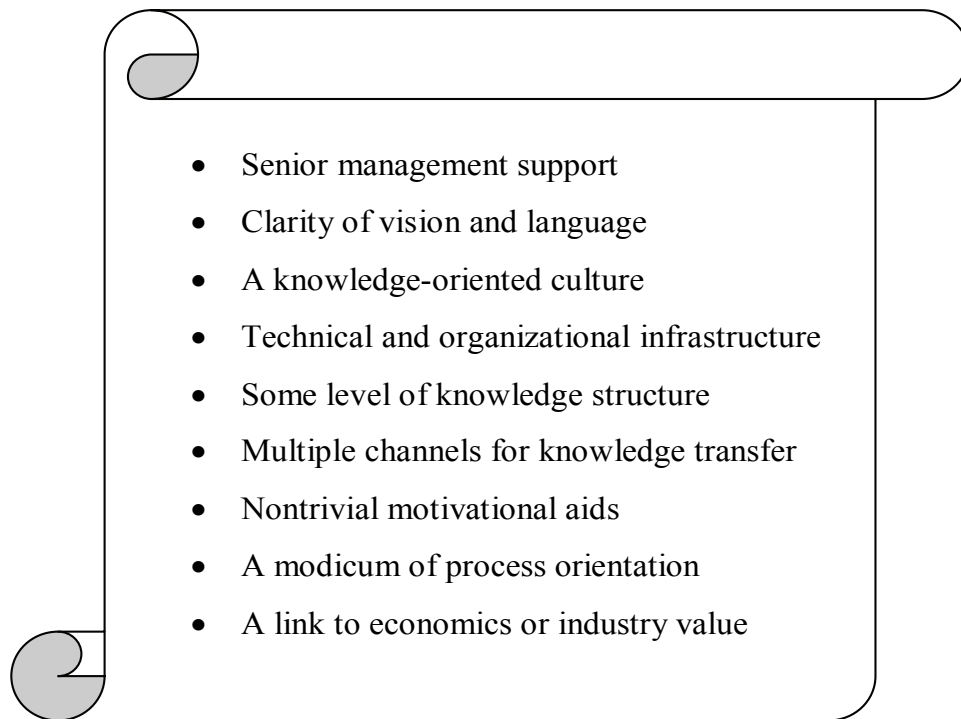 • Senior management support
• Clarity of vision and language
• A knowledge-oriented culture
• Technical and organizational infrastructure
• Some level of knowledge structure
• Multiple channels for knowledge transfer
• Nontrivial motivational aids
• A modicum of process orientation
• A link to economics or industry value